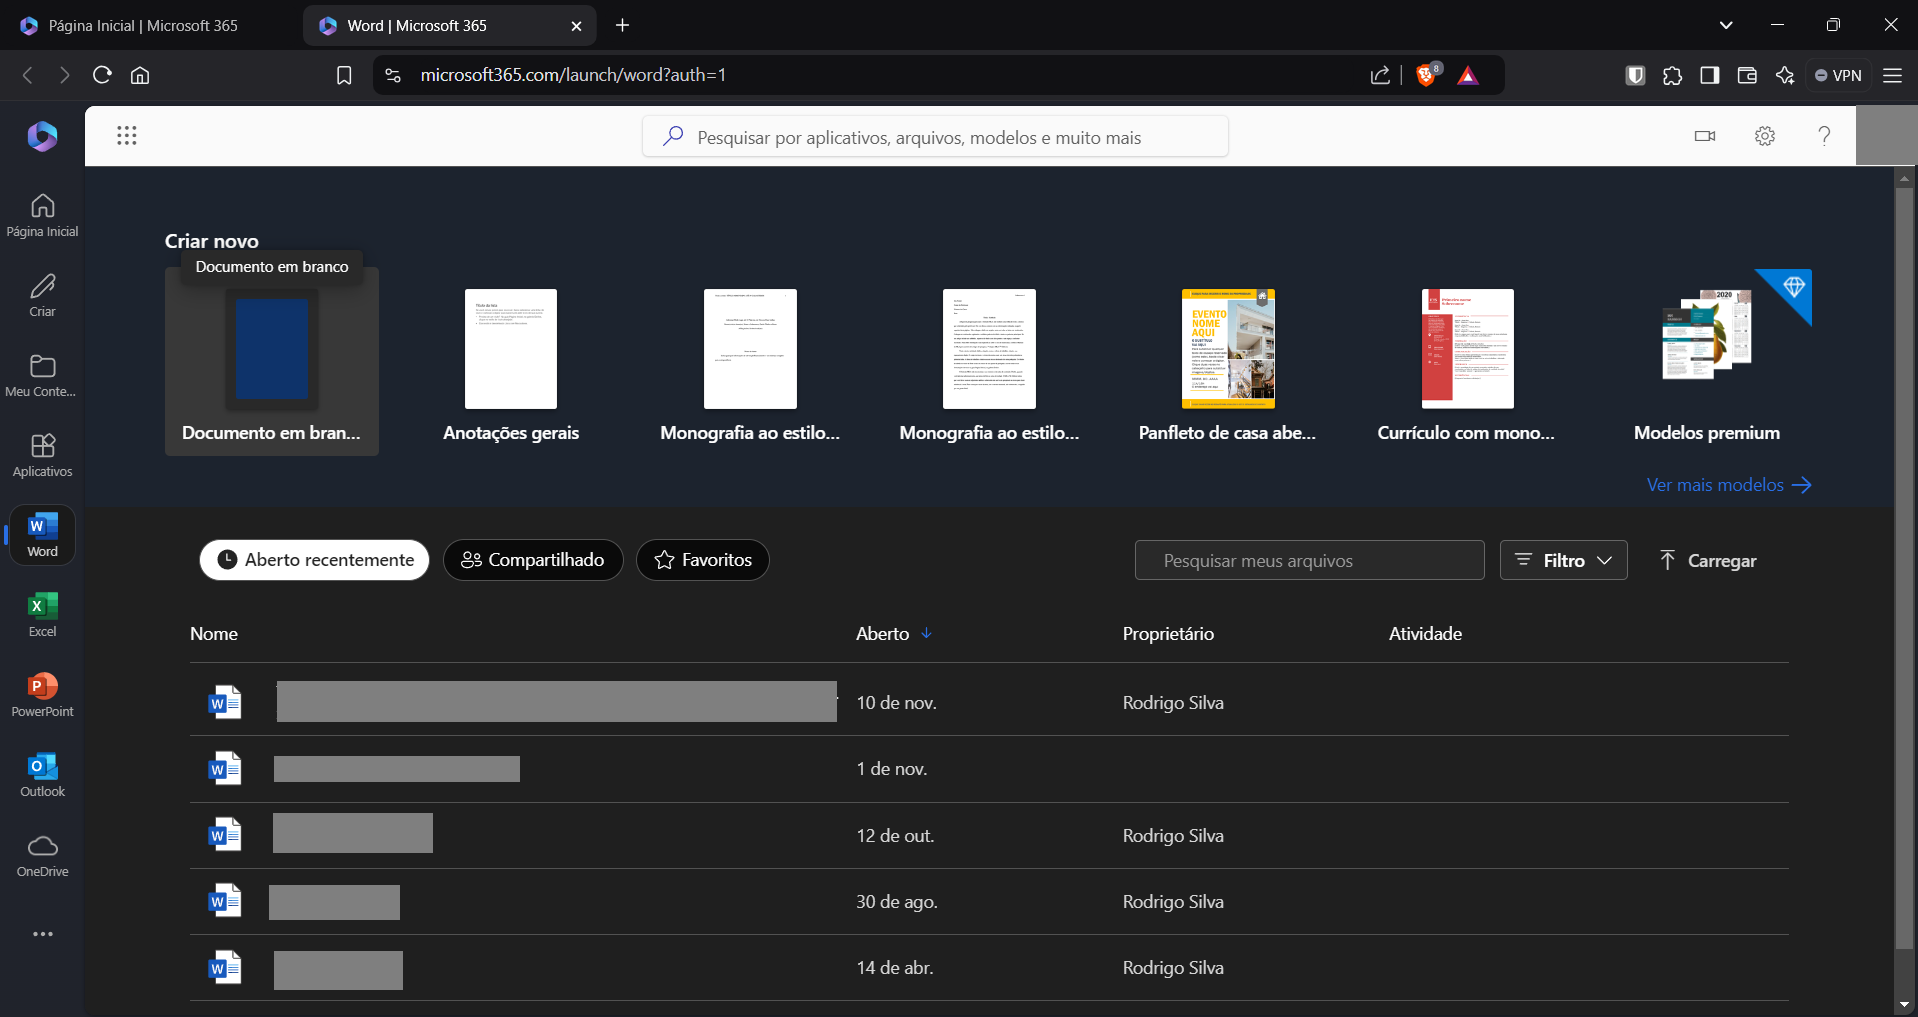 Página Inicial | Microsoft 365
Word | Microsoft 365
microsoft365.com/launch/word?auth=1
8
VPN
Pesquisar por aplicativos, arquivos, modelos e muito mais
Página Inicial
Criar
Meu Conte...
Aplicativos
Word
Excel
PowerPoint
Outlook
OneDrive
Criar novo
Documento em branco
Documento em bran...
Anotações gerais
Monografia ao estilo...
Monografia ao estilo...
EVENTO
NOME
AQUI
Panfleto de casa abe...
Currículo com mono...
2020
Modelos premium
Ver mais modelos
Aberto recentemente
Compartilhado
Favoritos
Pesquisar meus arquivos
Filtro
Carregar
Nome Aberto Proprietário Atividade
10 de nov. Rodrigo Silva
1 de nov.
12 de out. Rodrigo Silva
30 de ago. Rodrigo Silva
14 de abr. Rodrigo Silva